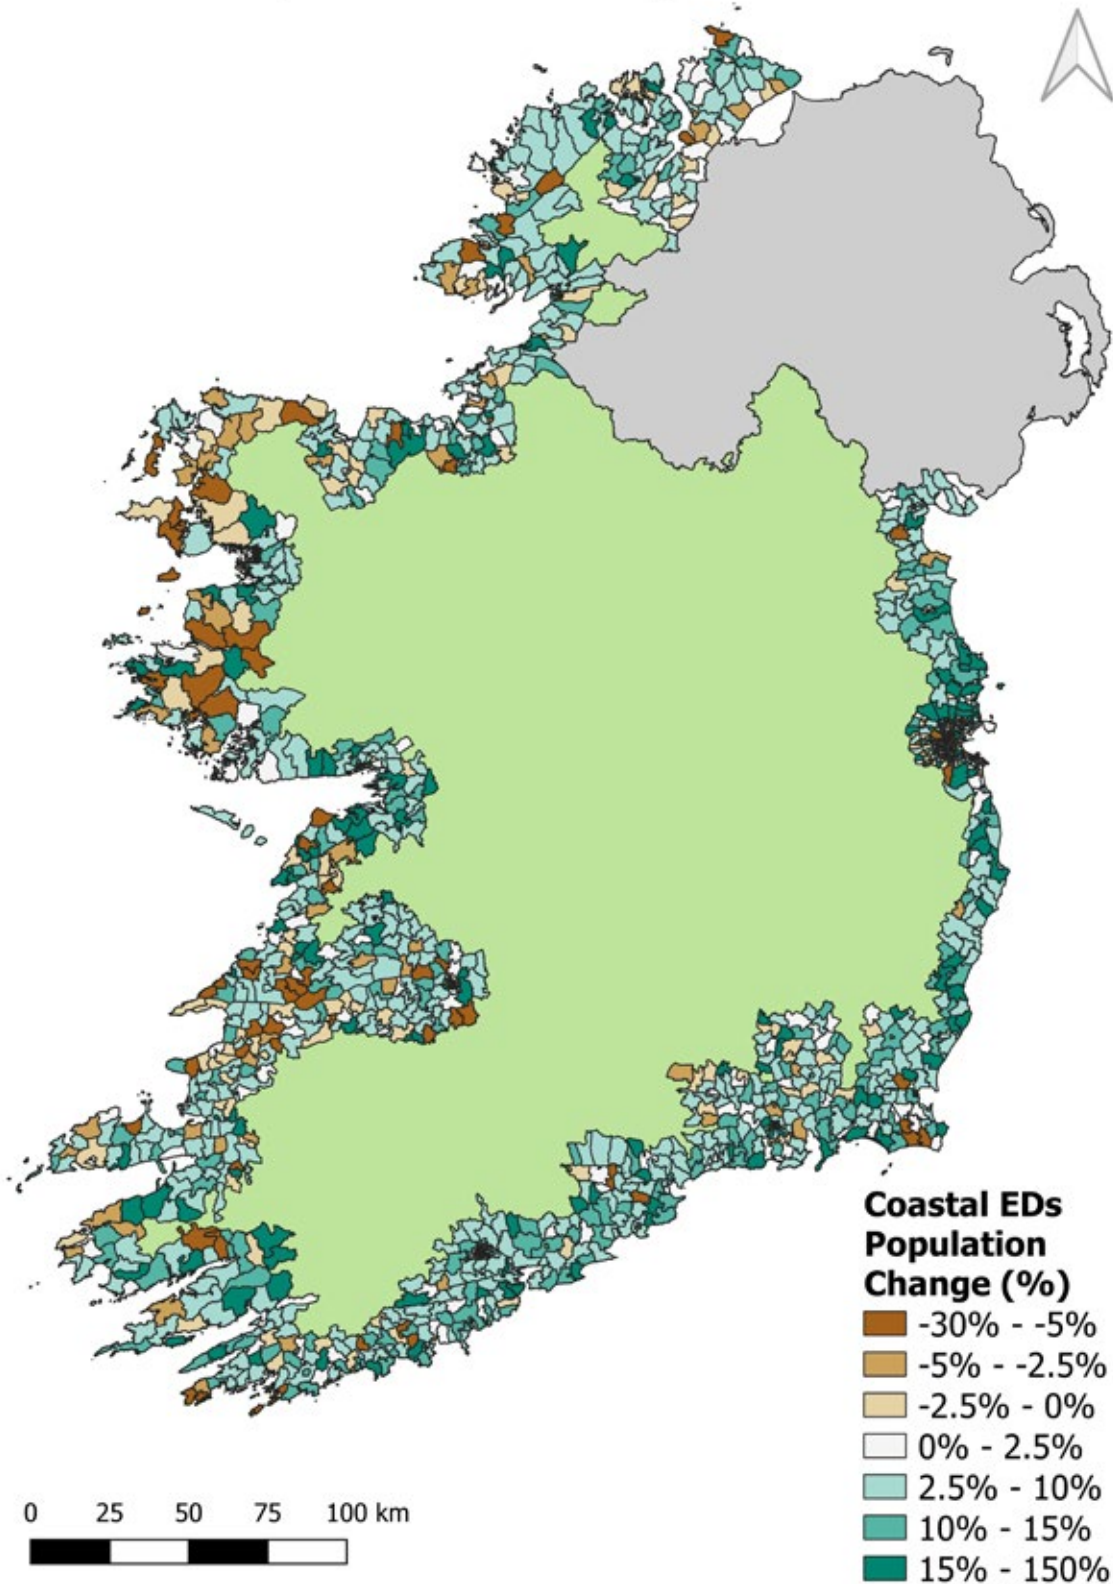 Coastal EDs
Population
Change (%)
-30% - -5%
-5% - -2.5%
-2.5% - 0%
0% - 2.5%
2.5% - 10%
10% - 15%
15% - 150%
0 25 50 75 100 km